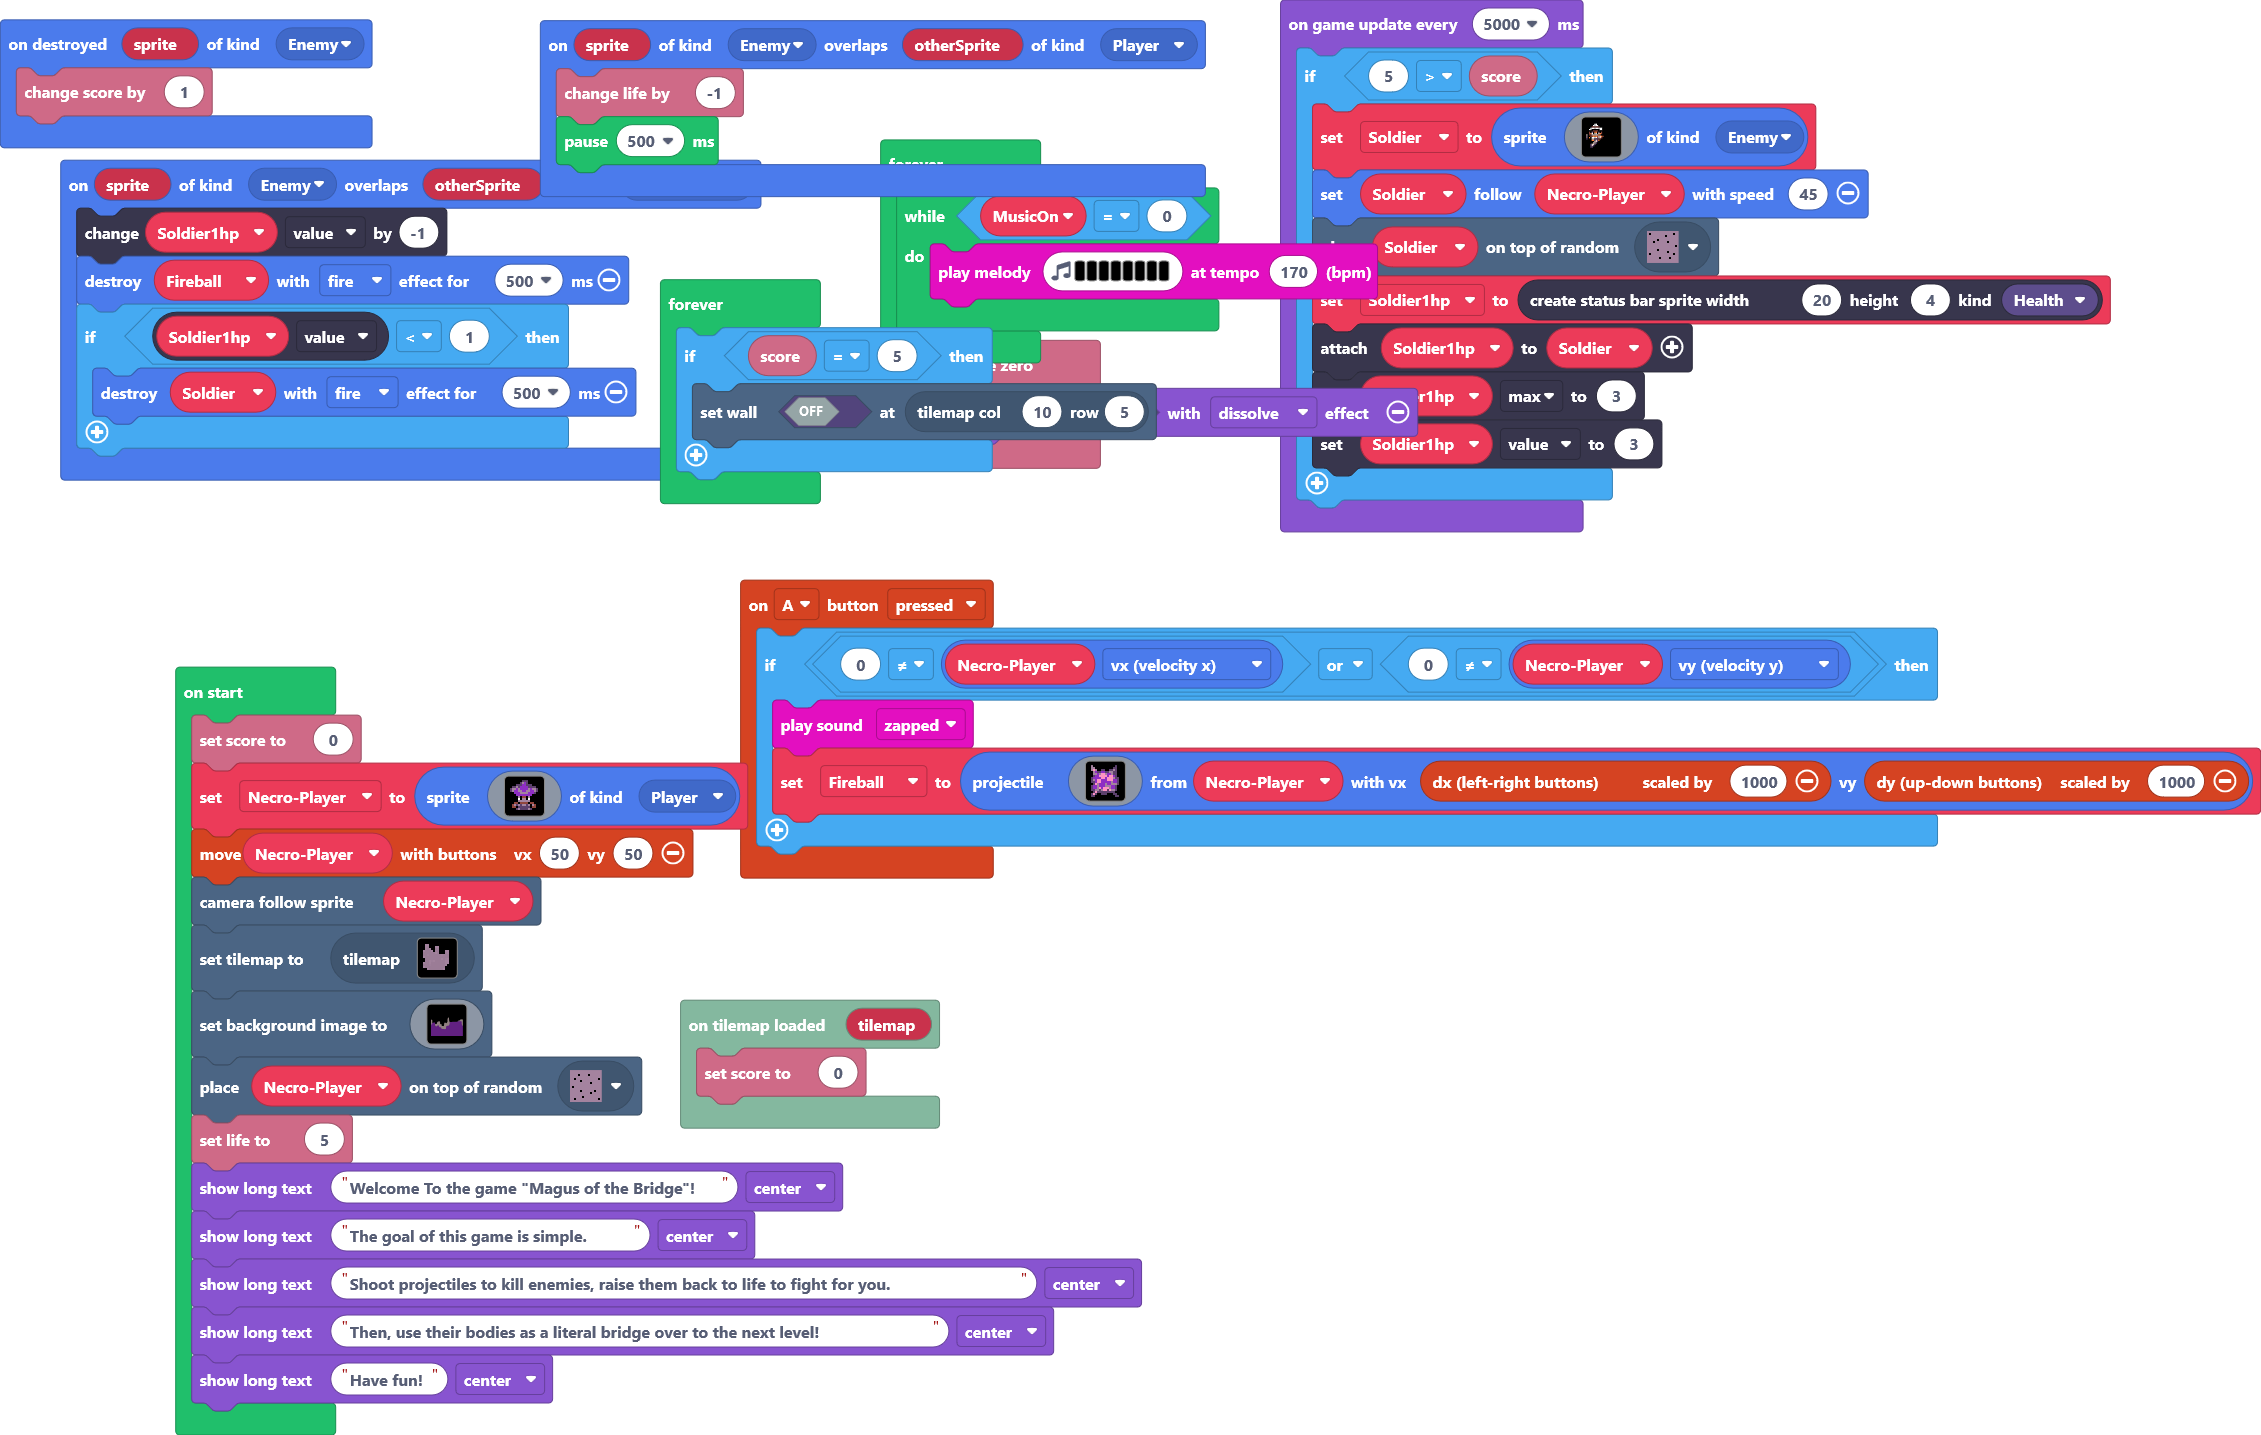 on destroyed sprite of kind Enemy
change score by 1
on sprite of kind Enemy overlaps otherSprite of kind Player
change life by -1
pause 500 ms
on sprite of kind Enemy overlaps otherSprite
change Soldier1hp value by -1
destroy Fireball with fire effect for 500 ms
if Soldier1hp value < 1 then
destroy Soldier with fire effect for 500 ms
while MusicOn = 0
do play melody at tempo 170 (bpm)
forever
if score = 5 then
set wall OFF at tilemap col 10 row 5
zero
with dissolve effect
on game update every 5000 ms
if 5 > score then
set Soldier to sprite of kind Enemy
set Soldier follow Necro-Player with speed 45
Soldier on top of random
set Soldier1hp to create status bar sprite width 20 height 4 kind Health
attach Soldier1hp to Soldier
max to 3
set Soldier1hp value to 3
on A button pressed
if 0 ≠ Necro-Player vx (velocity x) or 0 ≠ Necro-Player vy (velocity y) then
play sound zapped
set Fireball to projectile from Necro-Player with vx dx (left-right buttons) scaled by 1000 vy dy (up-down buttons) scaled by 1000
on start
set score to 0
set Necro-Player to sprite of kind Player
move Necro-Player with buttons vx 50 vy 50
camera follow sprite Necro-Player
set tilemap to tilemap
set background image to
place Necro-Player on top of random
set life to 5
show long text "Welcome To the game "Magus of the Bridge"! " center
show long text "The goal of this game is simple. " center
show long text "Shoot projectiles to kill enemies, raise them back to life to fight for you. " center
show long text "Then, use their bodies as a literal bridge over to the next level! " center
show long text "Have fun! " center
on tilemap loaded tilemap
set score to 0